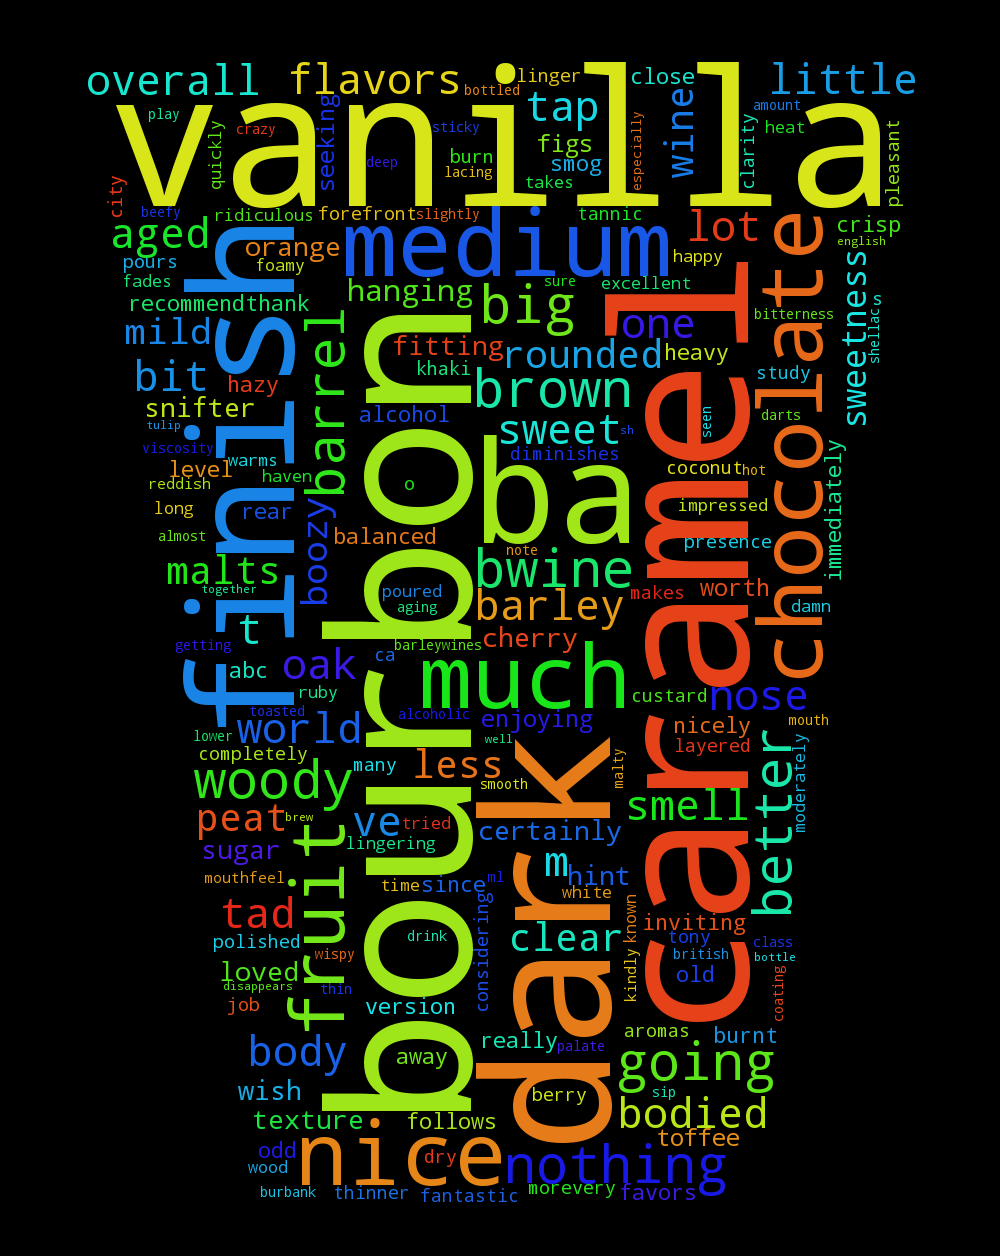 overall
flavors
linger
close
little
bottled
vanilla
play
crazy
quickly
seeking
sticky
deep
tap
burn
lacing
figs
smog
takes
especially
wine
clarity
amount
heat
pleasant
city
beefy
ridiculous
forefront
slightly
tannic
aged
orange
medium
lot
crisp
english
happy
pours
foamy
fades
finish
hanging
sure
excellent
recommendthank
big
one
chocolate
bitterness
sweetness
shellacs
mild
barrel
bourbon
fitting
khaki
rounded
heavy
caramel
study
bit
hazy
brown
snifter
alcohol
tulip
sweet
sh
seen
darts
viscosity
warms
diminishes
level
haven
reddish
o
ba
coconut
hot
immediately
long
rear
boozy
impressed
almost
balanced
note
presence
malts
together
bwine
poured
aging
barley
makes
worth
damn
t
getting
barleywines
cherry
abc
oak
ca
much
custard
nose
ruby
toasted
alcoholic
enjoying
nicely
mouth
lower
world
well
layered
completely
many
less
dark
malty
better
moderately
woody
smooth
smell
peat
brew
fruit
ve
tried
certainly
sugar
lingering
m
hint
mouthfeel
time
since
ml
white
tad
considering
known
inviting
polished
drink
clear
tony
class
wispy
british
bottle
loved
disappears
thin
kindly
old
coating
job
version
aromas
burnt
body
away
really
palate
going
wish
berry
sip
bodied
texture
follows
toffee
odd
nice
dry
nothing
wood
burbank
thinner
fantastic
morevery
favors